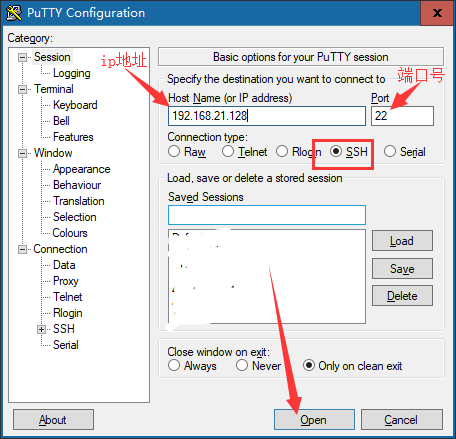 PuTTY Configuration
Category:
Session
Logging
Terminal
Keyboard
Bell
Features
Window
Appearance
Behaviour
Translation
Selection
Colours
Connection
Data
Proxy
Telnet
Rlogin
SSH
Serial
ip地址
Basic options for your PuTTY session
Specify the destination you want to connect to
端口号
Host Name (or IP address) Port
192.168.21.128 22
Connection type:
Raw Telnet Rlogin SSH Serial
Load, save or delete a stored session
Saved Sessions
Load
Save
Delete
Close window on exit:
Always Never Only on clean exit
About Open Cancel